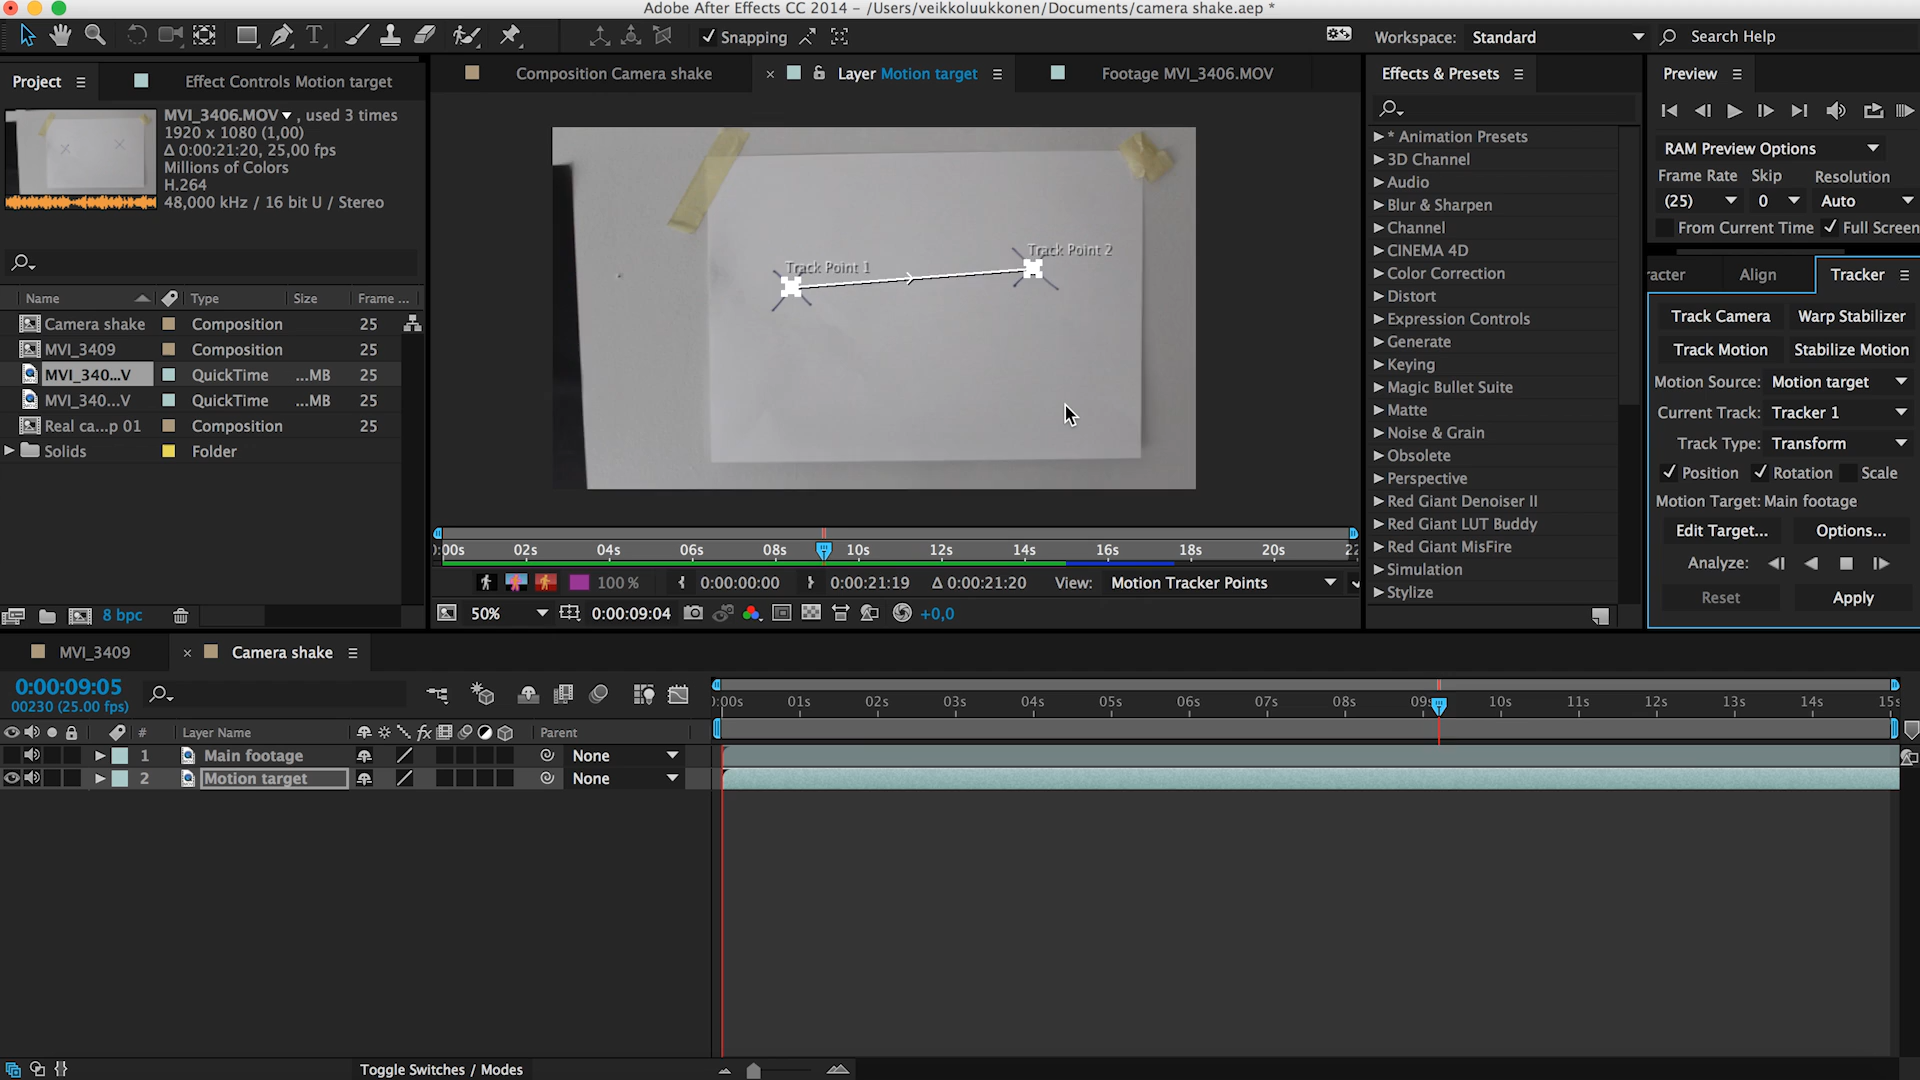 Adobe After Effects CC 2014 - /Users/veikkoluukkonen/Documents/camera shake.aep *
Snapping
Workspace: Standard
Search Help
Project
Effect Controls Motion target
MVI_3406.MOV , used 3 times
1920 x 1080 (1,00)
Δ 0:00:21:20, 25,00 fps
Millions of Colors
H.264
48,000 kHz / 16 bit U / Stereo
Name Type Size Frame ...
Camera shake Composition 25
MVI_3409 Composition 25
MVI_340...V QuickTime ...MB 25
MVI_340...V QuickTime ...MB 25
Real ca...p 01 Composition 25
Solids Folder
8 bpc
Composition Camera shake
× Layer Motion target
Footage MVI_3406.MOV
Track Point 1
Track Point 2
:00s 02s 04s 06s 08s 10s 12s 14s 16s 18s 20s 22
100 % { 0:00:00:00 } 0:00:21:19 Δ 0:00:21:20 View: Motion Tracker Points
50% 0:00:09:04 +0,0
Effects & Presets
* Animation Presets
3D Channel
Audio
Blur & Sharpen
Channel
CINEMA 4D
Color Correction
Distort
Expression Controls
Generate
Keying
Magic Bullet Suite
Matte
Noise & Grain
Obsolete
Perspective
Red Giant Denoiser II
Red Giant LUT Buddy
Red Giant MisFire
Simulation
Stylize
Preview
RAM Preview Options
Frame Rate Skip Resolution
(25) 0 Auto
From Current Time Full Screen
racter Align Tracker
Track Camera Warp Stabilizer
Track Motion Stabilize Motion
Motion Source: Motion target
Current Track: Tracker 1
Track Type: Transform
Position Rotation Scale
Motion Target: Main footage
Edit Target... Options...
Analyze:
Reset Apply
MVI_3409
× Camera shake
0:00:09:05
00230 (25.00 fps)
:00s 01s 02s 03s 04s 05s 06s 07s 08s 09s 10s 11s 12s 13s 14s 15s
# Layer Name fx Parent
1 Main footage None
2 Motion target None
Toggle Switches / Modes